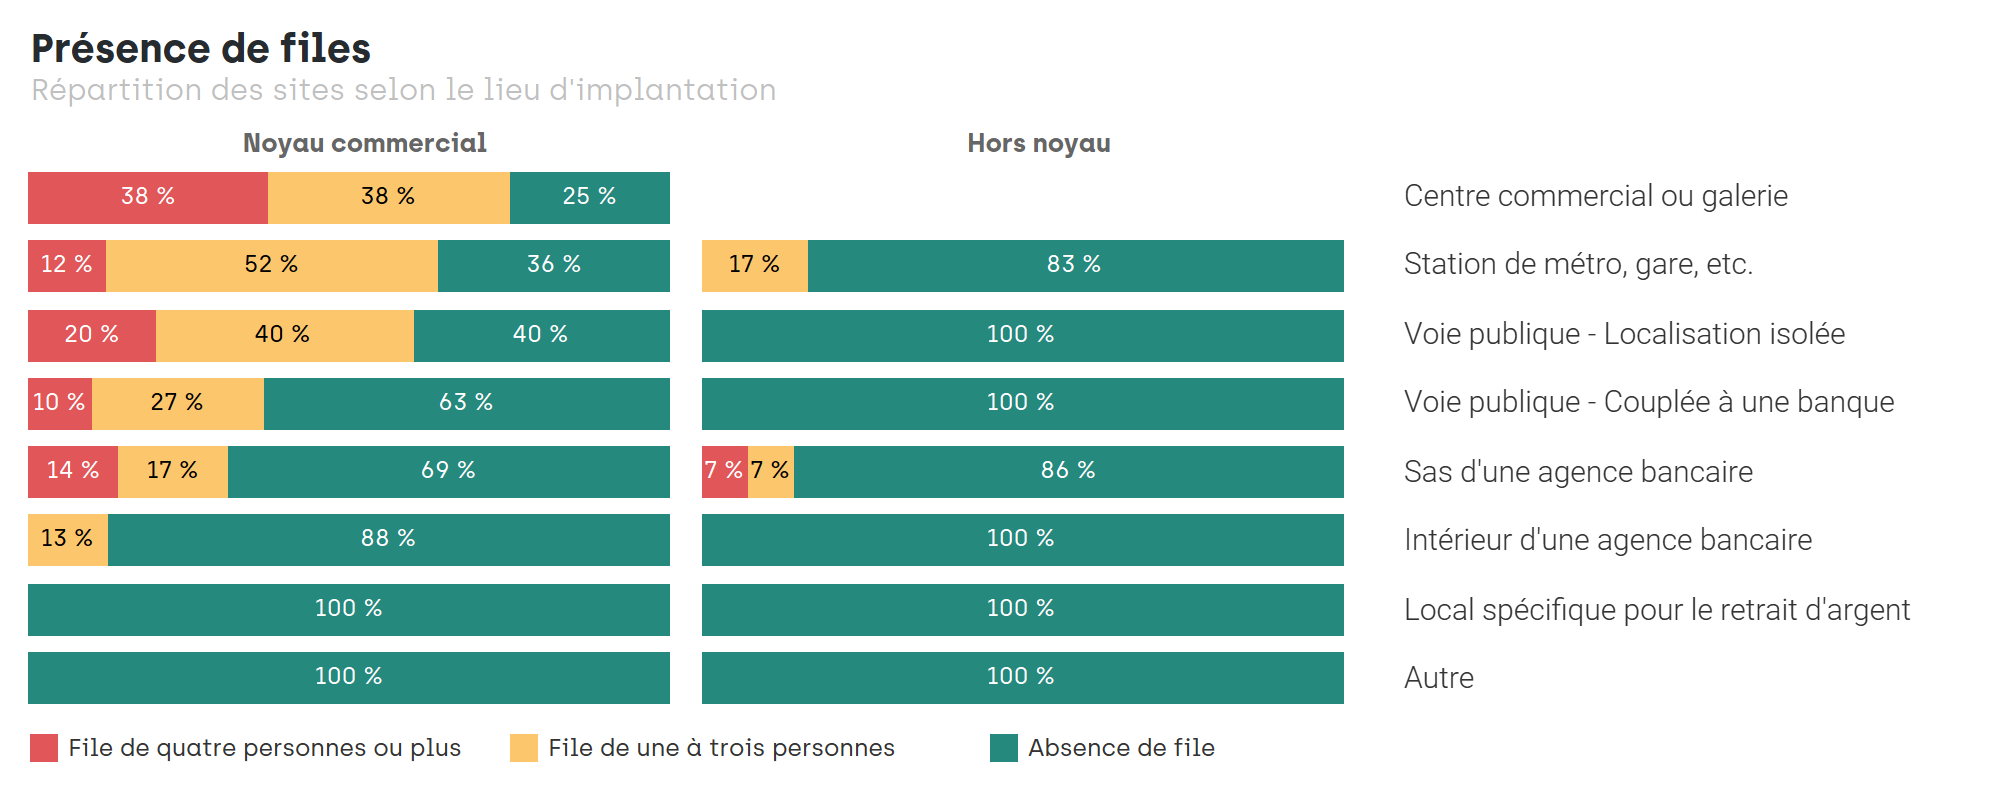 Présence de files
Répartition des sites selon le lieu d'implantation
Noyau commercial Hors noyau
38 % 38 % 25 % Centre commercial ou galerie
12 % 52 % 36 % 17 % 83 % Station de métro, gare, etc.
20 % 40 % 40 % 100 % Voie publique - Localisation isolée
10 % 27 % 63 % 100 % Voie publique - Couplée à une banque
14 % 17 % 69 % 7 % 7 % 86 % Sas d'une agence bancaire
13 % 88 % 100 % Intérieur d'une agence bancaire
100 % 100 % Local spécifique pour le retrait d'argent
100 % 100 % Autre
File de quatre personnes ou plus File de une à trois personnes Absence de file